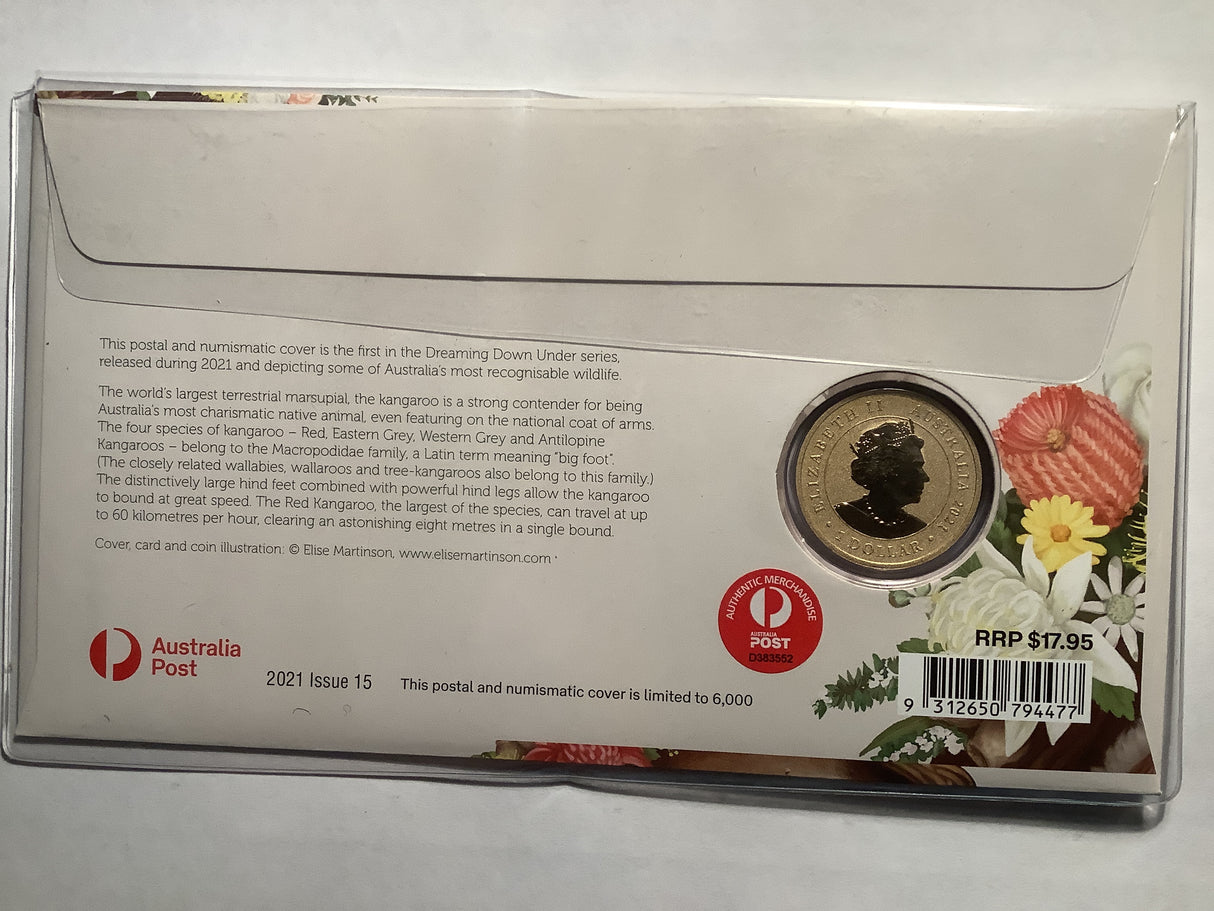 This postal and numismatic cover is the first in the Dreaming Down Under series,
released during 2021 and depicting some of Australia's most recognisable wildlife.
The world's largest terrestrial marsupial, the kangaroo is a strong contender for being
Australia's most charismatic native animal, even featuring on the national coat of arms.
The four species of kangaroo – Red, Eastern Grey, Western Grey and Antilopine
Kangaroos – belong to the Macropodidae family, a Latin term meaning "big foot".
(The closely related wallabies, wallaroos and tree-kangaroos also belong to this family.)
The distinctively large hind feet combined with powerful hind legs allow the kangaroo
to bound at great speed. The Red Kangaroo, the largest of the species, can travel at up
to 60 kilometres per hour, clearing an astonishing eight metres in a single bound.
Cover, card and coin illustration: © Elise Martinson, www.elisemartinson.com
ELIZABETH II AUSTRALIA 2021
1 DOLLAR
AUTHENTIC MERCHANDISE
AUSTRALIA
POST
D383552
RRP $17.95
9 312650 794477
Australia
Post
2021 Issue 15
This postal and numismatic cover is limited to 6,000